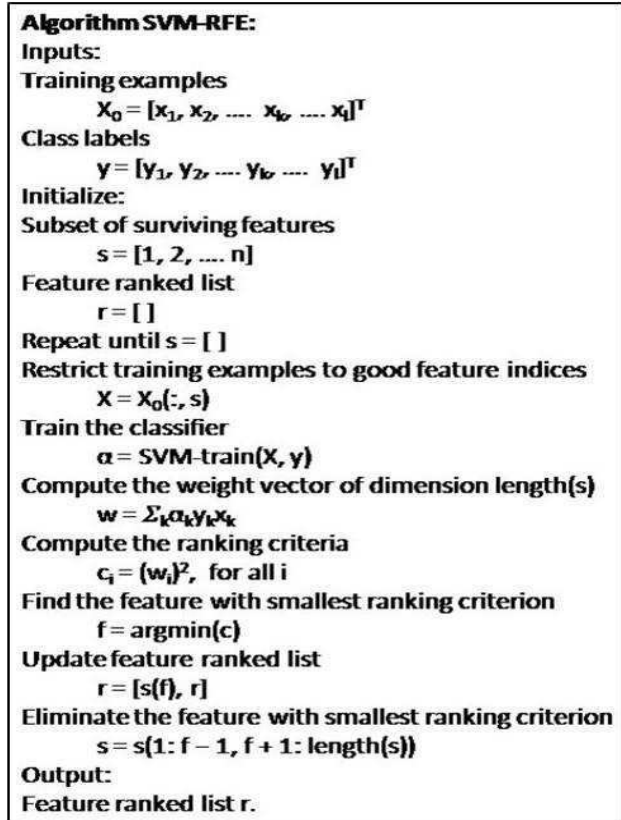 Algorithm SVM-RFE:
Inputs:
Training examples
X₀ = [x₁, x₂, .... xₖ, .... xₗ]ᵀ
Class labels
y = [y₁, y₂, .... yₖ, .... yₗ]ᵀ
Initialize:
Subset of surviving features
s = [1, 2, .... n]
Feature ranked list
r = [ ]
Repeat until s = [ ]
Restrict training examples to good feature indices
X = X₀(:, s)
Train the classifier
α = SVM-train(X, y)
Compute the weight vector of dimension length(s)
w = Σₖαₖyₖxₖ
Compute the ranking criteria
cᵢ = (wᵢ)², for all i
Find the feature with smallest ranking criterion
f = argmin(c)
Update feature ranked list
r = [s(f), r]
Eliminate the feature with smallest ranking criterion
s = s(1: f – 1, f + 1: length(s))
Output:
Feature ranked list r.